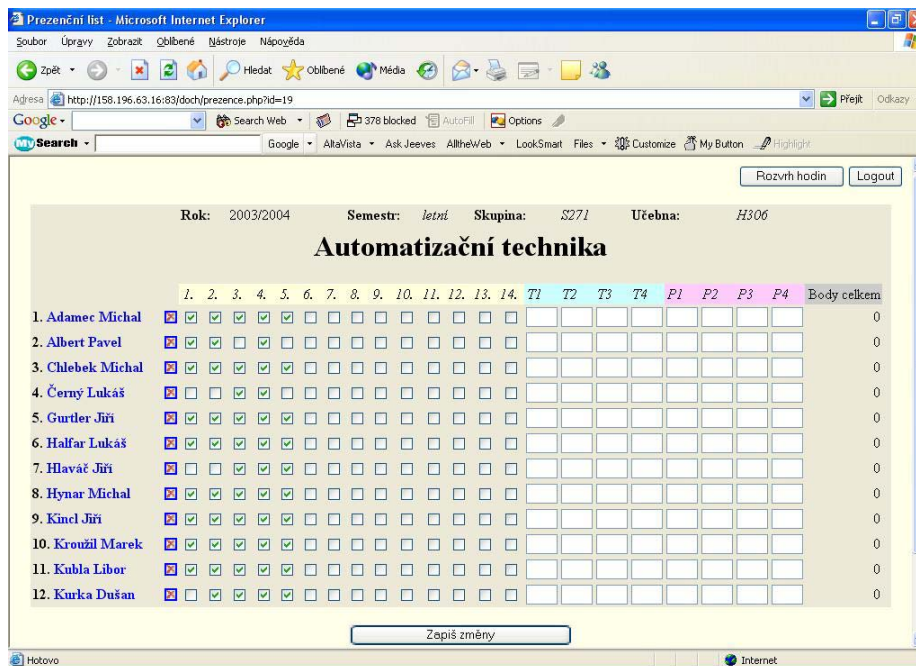 Prezenční list - Microsoft Internet Explorer
Soubor Úpravy Zobrazit Oblíbené Nástroje Nápověda
Zpět Hledat Oblíbené Média
Adresa http://158.196.63.16:83/doch/prezence.php?id=19 Přejít Odkazy
Google Search Web 378 blocked AutoFill Options
My Search Google AltaVista Ask Jeeves AlltheWeb LookSmart Files Customize My Button Highlight
Rozvrh hodin Logout
Rok: 2003/2004 Semestr: letní Skupina: S271 Učebna: H306
Automatizační technika
1. 2. 3. 4. 5. 6. 7. 8. 9. 10. 11. 12. 13. 14. T1 T2 T3 T4 P1 P2 P3 P4 Body celkem
1. Adamec Michal 0
2. Albert Pavel 0
3. Chlebek Michal 0
4. Černý Lukáš 0
5. Gurtler Jiří 0
6. Halfar Lukáš 0
7. Hlaváč Jiří 0
8. Hynar Michal 0
9. Kincl Jiří 0
10. Kroužil Marek 0
11. Kubla Libor 0
12. Kurka Dušan 0
Zapiš změny
Hotovo Internet